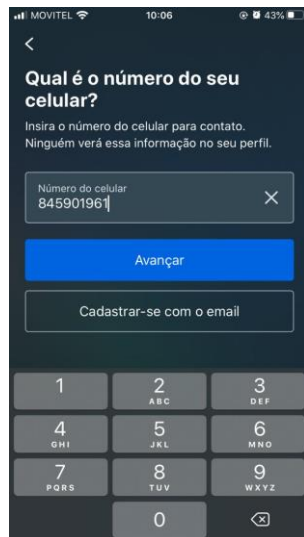 MOVITEL 10:06 43%
Qual é o número do seu
celular?
Insira o número do celular para contato.
Ninguém verá essa informação no seu perfil.
Número do celular
845901961
Avançar
Cadastrar-se com o email
1 2 3
ABC DEF
4 5 6
GHI JKL MNO
7 8 9
PQRS TUV WXYZ
0